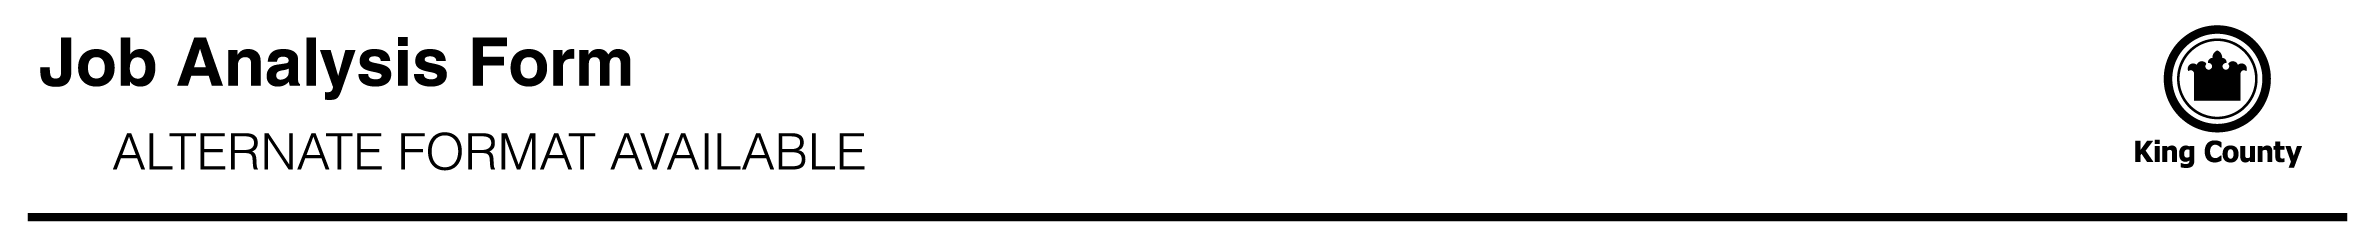 Job Analysis Form
ALTERNATE FORMAT AVAILABLE
King County